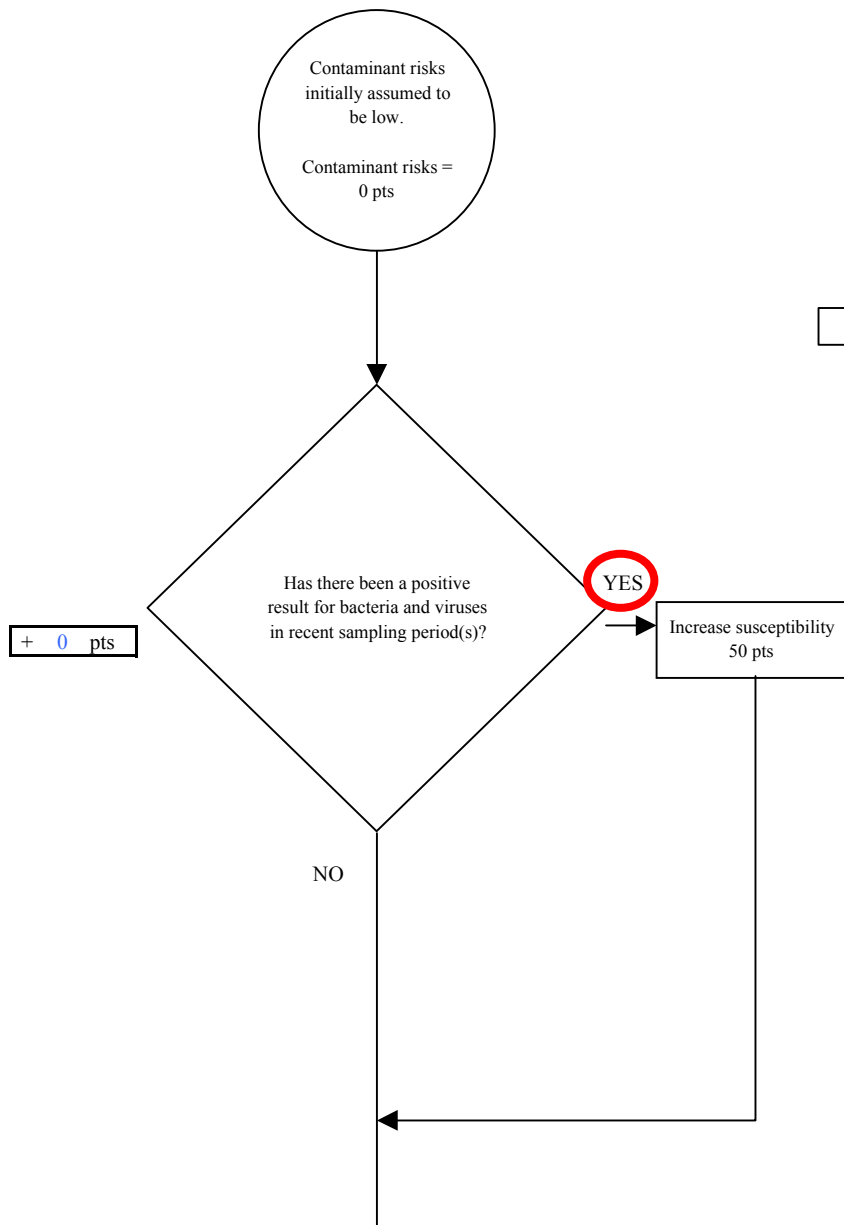 Contaminant risks
initially assumed to
be low.
Contaminant risks =
0 pts
Has there been a positive
result for bacteria and viruses
in recent sampling period(s)?
YES
+ 0 pts
Increase susceptibility
50 pts
NO